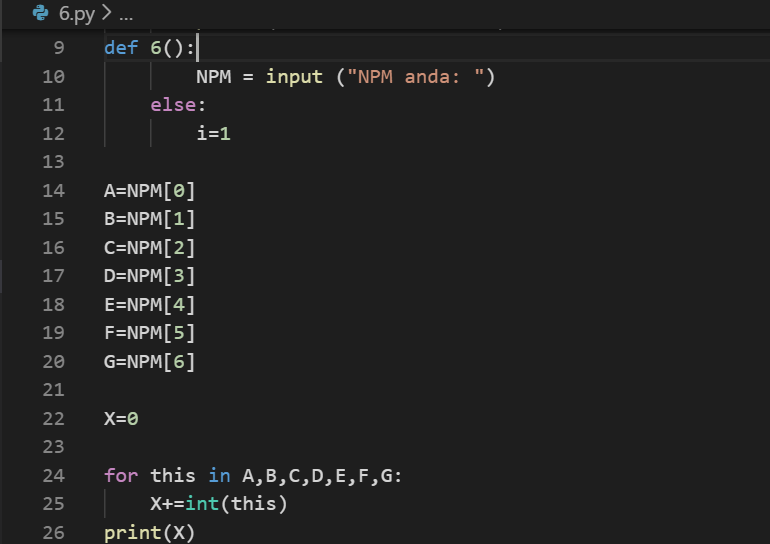 6.py > ...
9 def 6():
10 NPM = input ("NPM anda: ")
11 else:
12 i=1
13
14 A=NPM[0]
15 B=NPM[1]
16 C=NPM[2]
17 D=NPM[3]
18 E=NPM[4]
19 F=NPM[5]
20 G=NPM[6]
21
22 X=0
23
24 for this in A,B,C,D,E,F,G:
25 X+=int(this)
26 print(X)